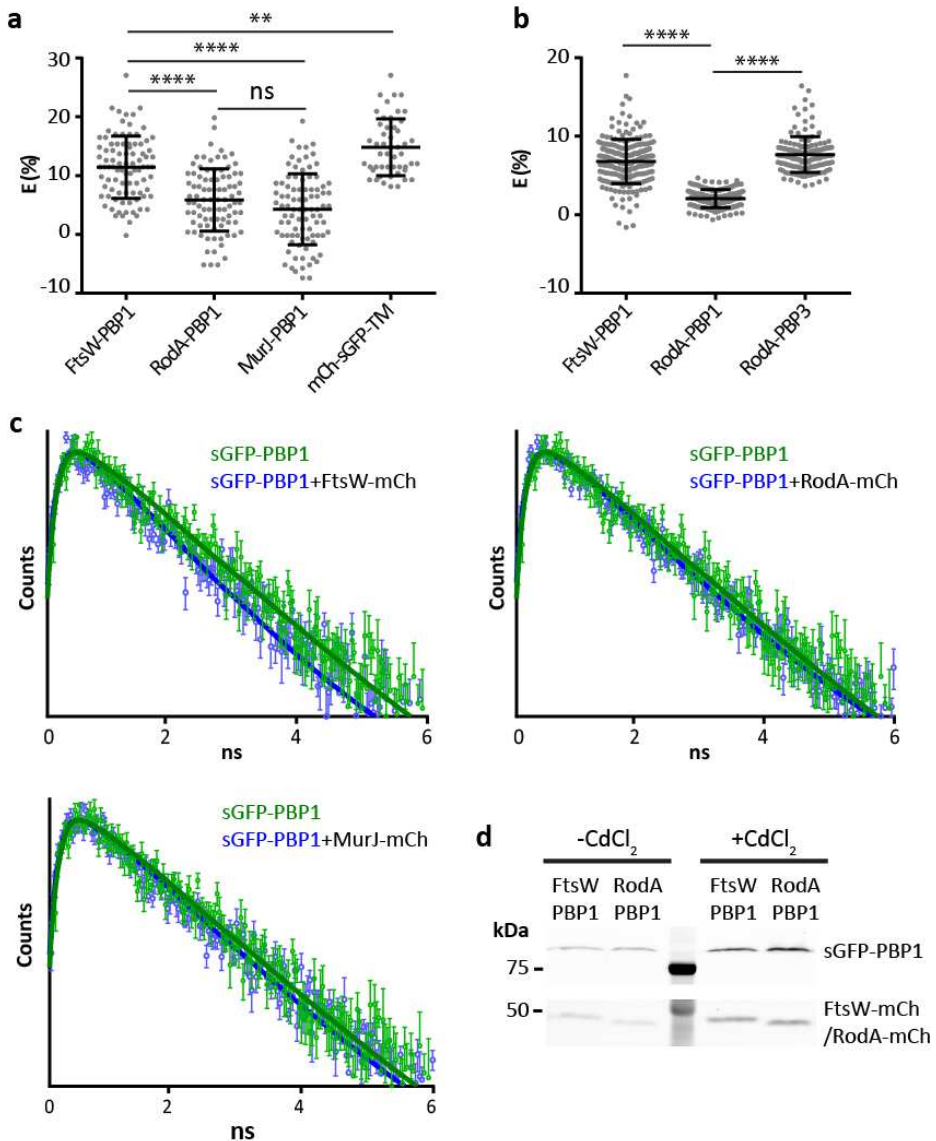 a
**
****
****
ns
30
20
10
0
-10
E (%)
FtsW-PBP1
RodA-PBP1
MurJ-PBP1
mCh-sGFP-TM
b
****
****
20
10
0
-10
E (%)
FtsW-PBP1
RodA-PBP1
RodA-PBP3
c
sGFP-PBP1
sGFP-PBP1+FtsW-mCh
Counts
0 2 4 6
ns
sGFP-PBP1
sGFP-PBP1+RodA-mCh
Counts
0 2 4 6
ns
sGFP-PBP1
sGFP-PBP1+MurJ-mCh
Counts
0 2 4 6
ns
d
-CdCl2 +CdCl2
FtsW RodA FtsW RodA
PBP1 PBP1 PBP1 PBP1
kDa
sGFP-PBP1
75
50
FtsW-mCh
/RodA-mCh